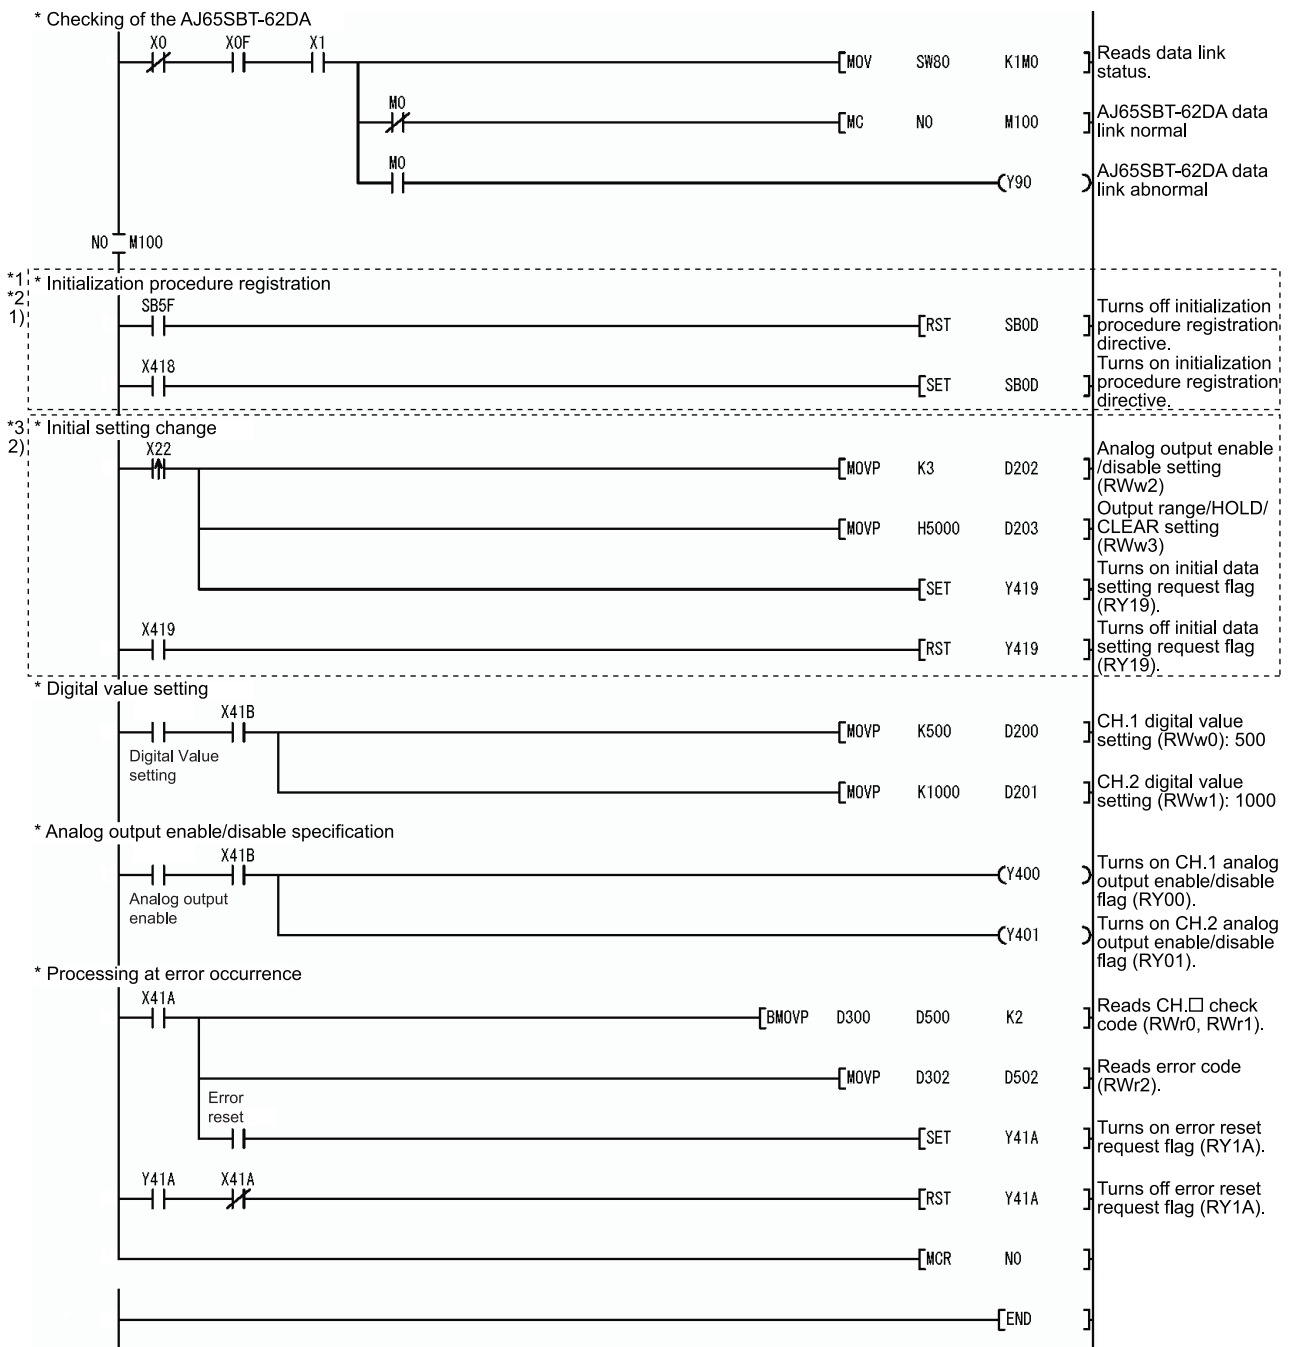 * Checking of the AJ65SBT-62DA
X0 X0F X1
[MOV SW80 K1M0 ] Reads data link
status.
M0
[MC N0 M100 ] AJ65SBT-62DA data
link normal
M0
(Y90 ) AJ65SBT-62DA data
link abnormal
N0 M100
*1 * Initialization procedure registration
*2
1)
SB5F
[RST SB0D ] Turns off initialization
procedure registration
directive.
X418
[SET SB0D ] Turns on initialization
procedure registration
directive.
*3 * Initial setting change
2)
X22
[MOVP K3 D202 ] Analog output enable
/disable setting
(RWw2)
[MOVP H5000 D203 ] Output range/HOLD/
CLEAR setting
(RWw3)
[SET Y419 ] Turns on initial data
setting request flag
(RY19).
X419
[RST Y419 ] Turns off initial data
setting request flag
(RY19).
* Digital value setting
X41B
Digital Value
setting
[MOVP K500 D200 ] CH.1 digital value
setting (RWw0): 500
[MOVP K1000 D201 ] CH.2 digital value
setting (RWw1): 1000
* Analog output enable/disable specification
X41B
Analog output
enable
(Y400 ) Turns on CH.1 analog
output enable/disable
flag (RY00).
(Y401 ) Turns on CH.2 analog
output enable/disable
flag (RY01).
* Processing at error occurrence
X41A
[BMOVP D300 D500 K2 ] Reads CH.□ check
code (RWr0, RWr1).
[MOVP D302 D502 ] Reads error code
(RWr2).
Error
reset
[SET Y41A ] Turns on error reset
request flag (RY1A).
Y41A X41A
[RST Y41A ] Turns off error reset
request flag (RY1A).
[MCR N0 ]
[END ]